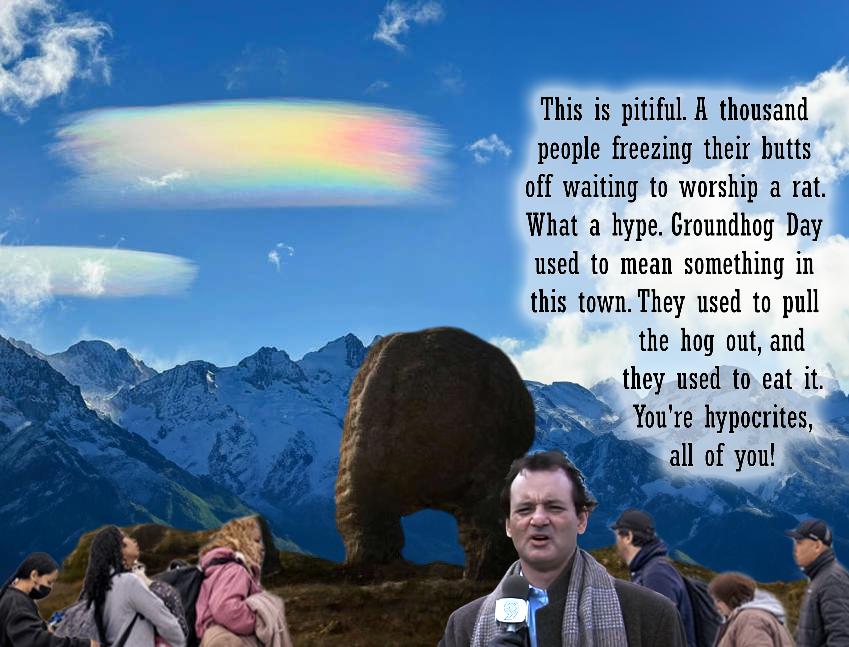 This is pitiful. A thousand
people freezing their butts
off waiting to worship a rat.
What a hype. Groundhog Day
used to mean something in
this town. They used to pull
the hog out, and
they used to eat it.
You're hypocrites,
all of you!
9